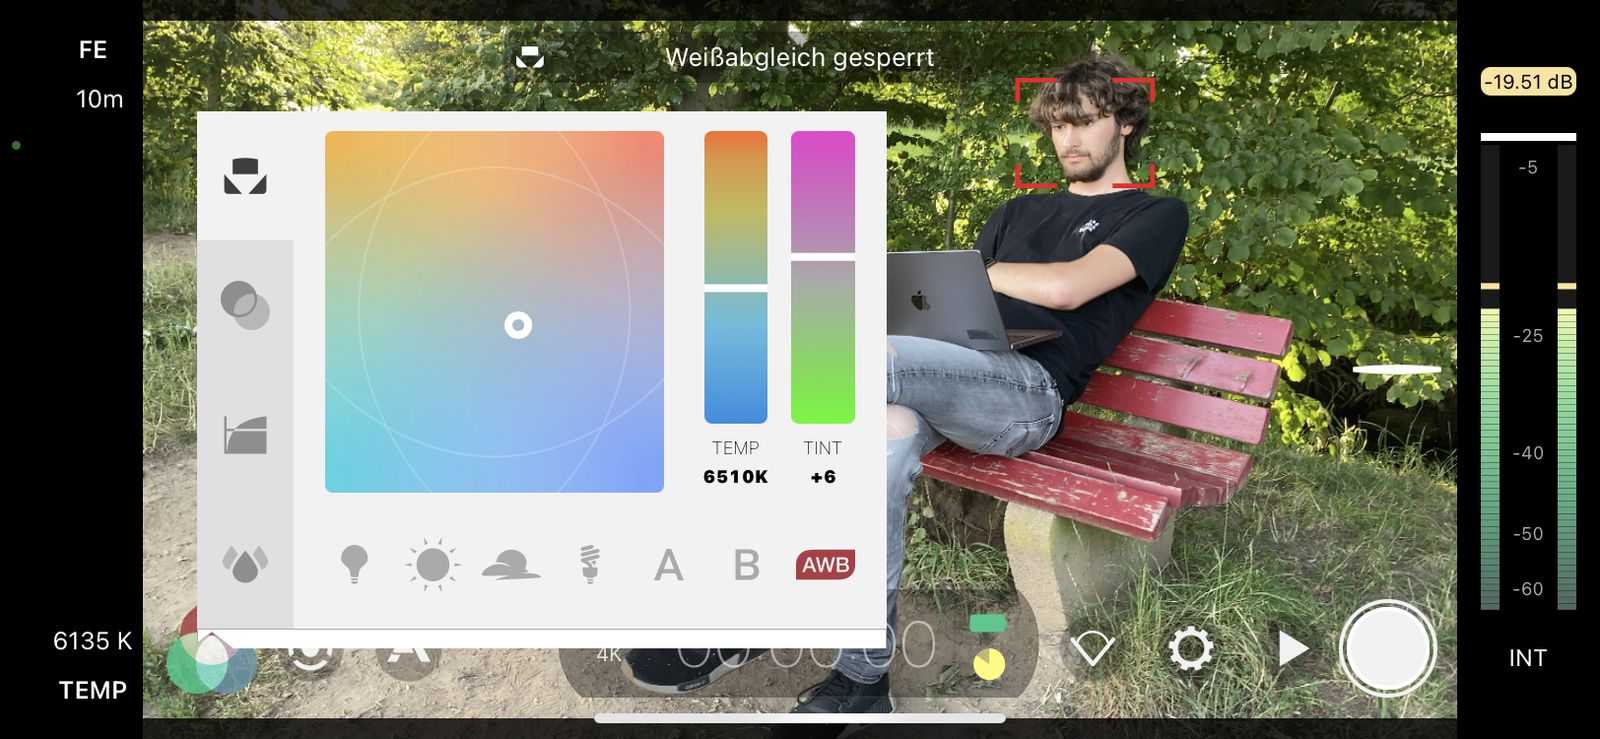 FE
10m
Weißabgleich gesperrt
-19.51 dB
-5
-25
-40
-50
-60
INT
TEMP
6510K
TINT
+6
A
B
AWB
6135 K
TEMP
4K